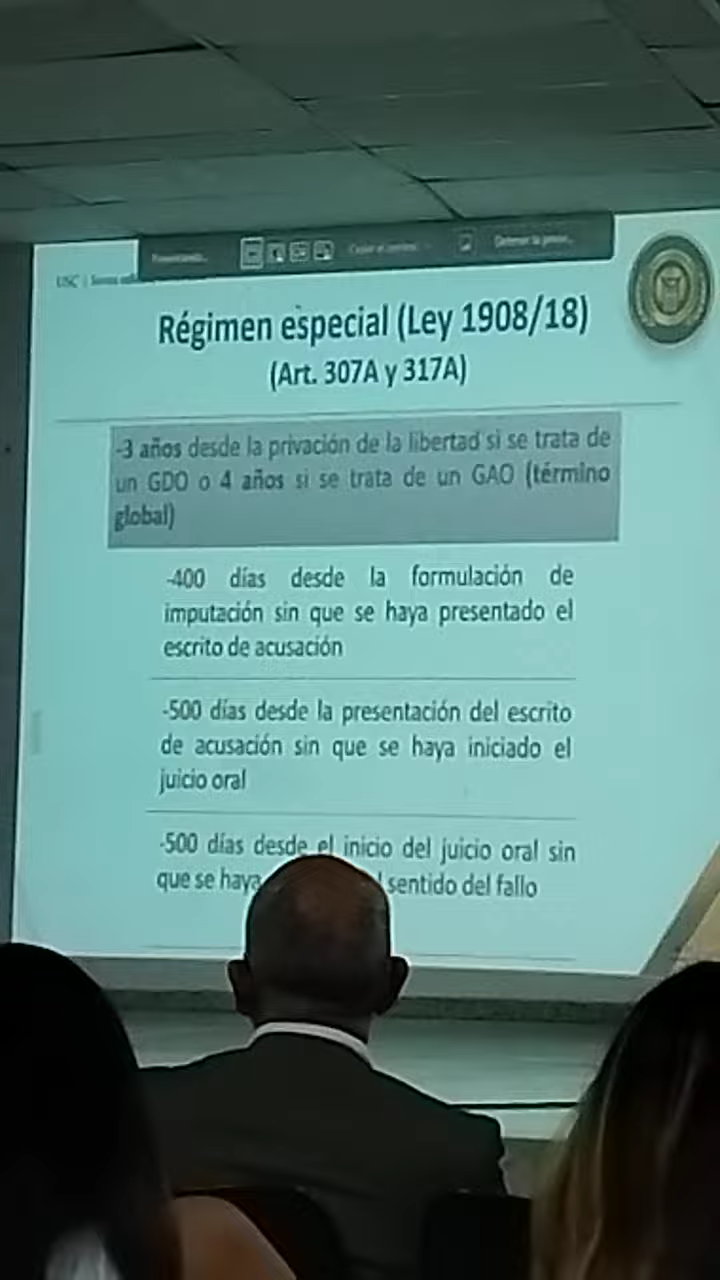 USC |
Régimen especial (Ley 1908/18)
(Art. 307A y 317A)
-3 años desde la privación de la libertad si se trata de
un GDO o 4 años si se trata de un GAO (término
global)
-400 días desde la formulación de
imputación sin que se haya presentado el
escrito de acusación
-500 días desde la presentación del escrito
de acusación sin que se haya iniciado el
juicio oral
-500 días desde el inicio del juicio oral sin
que se haya sentido del fallo